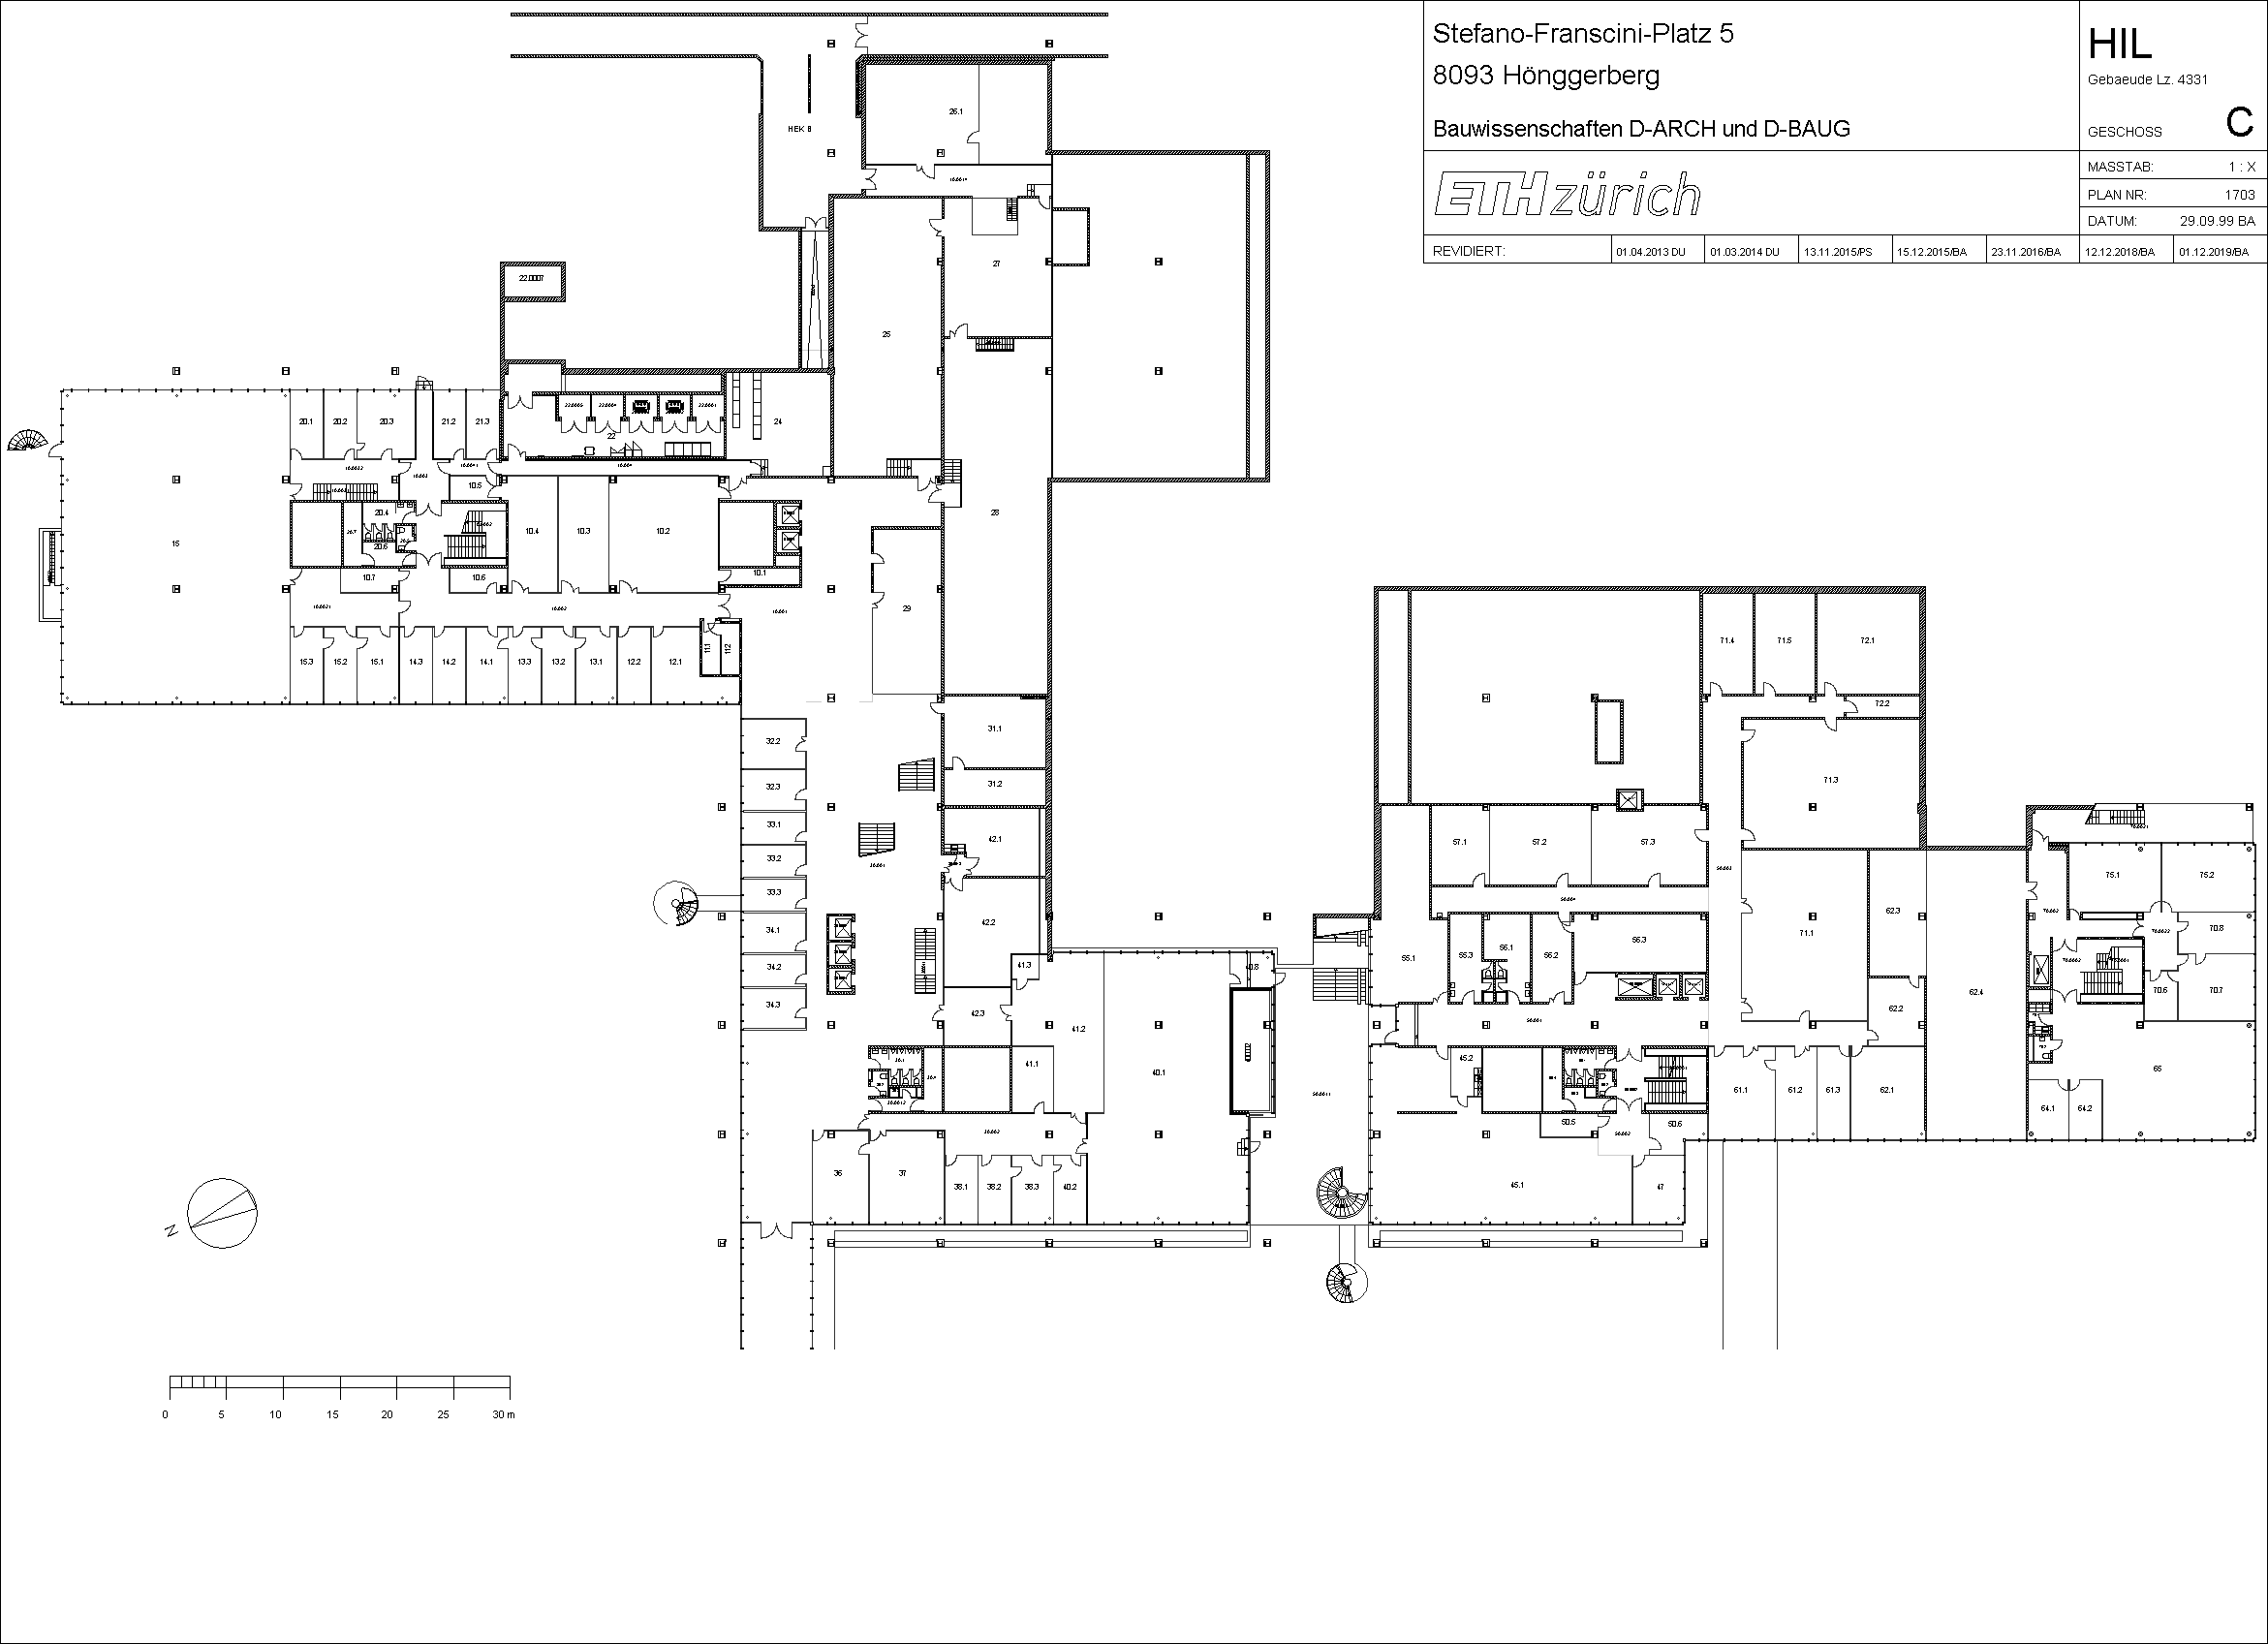 Stefano-Franscini-Platz 5
8093 Hönggerberg
Bauwissenschaften D-ARCH und D-BAUG
HIL
Gebaeude Lz. 4331
GESCHOSS C
ETH zürich
MASSTAB: 1 : X
PLAN NR: 1703
DATUM: 29.09.99 BA
REVIDIERT: 01.04.2013 DU 01.03.2014 DU 13.11.2015/PS 15.12.2015/BA 23.11.2016/BA 12.12.2018/BA 01.12.2019/BA
26.1
HEK B
27
22.0007
25
20.1 20.2 20.3 21.2 21.3
24
22
10.5
20.4
28
10.4 10.3 10.2
20.6
10.7 10.6 10.1
29
15.3 15.2 15.1 14.3 14.2 14.1 13.3 13.2 13.1 12.2 12.1 11.1 11.2
71.4 71.5 72.1
72.2
31.1
32.2
71.3
31.2
32.3
33.1
42.1
57.1 57.2 57.3
33.2
75.1 75.2
33.3
62.3
42.2
34.1
71.1
70.8
55.1 55.3 56.1 56.2 56.3
34.2
41.3 40.8
62.4
34.3
70.6 70.7
62.2
42.3
41.2
45.2
41.1
40.1
65
61.1 61.2 61.3 62.1
64.1 64.2
50.5 50.6
36 37
38.1 38.2 38.3 40.2
45.1 47
N
0 5 10 15 20 25 30 m